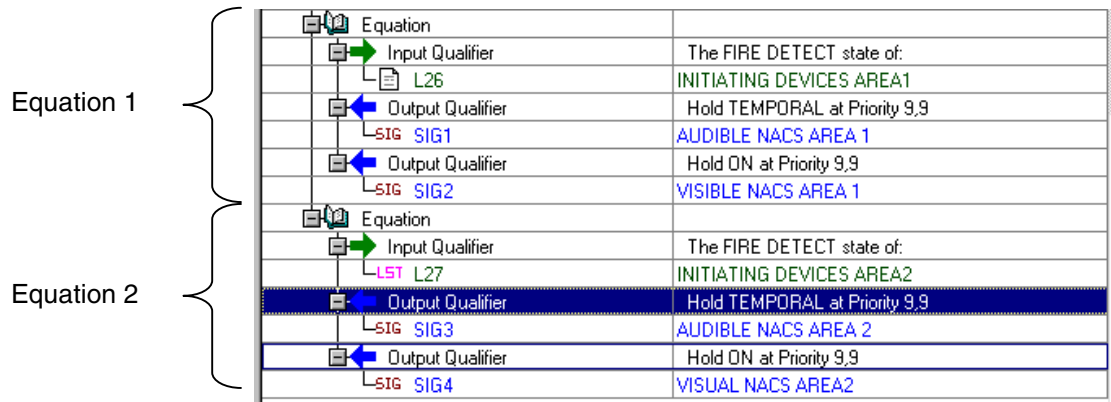 Equation
Input Qualifier The FIRE DETECT state of:
L26 INITIATING DEVICES AREA1
Equation 1
Output Qualifier Hold TEMPORAL at Priority 9,9
SIG SIG1 AUDIBLE NACS AREA 1
Output Qualifier Hold ON at Priority 9,9
SIG SIG2 VISIBLE NACS AREA 1
Equation
Input Qualifier The FIRE DETECT state of:
LST L27 INITIATING DEVICES AREA2
Equation 2
Output Qualifier Hold TEMPORAL at Priority 9,9
SIG SIG3 AUDIBLE NACS AREA 2
Output Qualifier Hold ON at Priority 9,9
SIG SIG4 VISUAL NACS AREA2